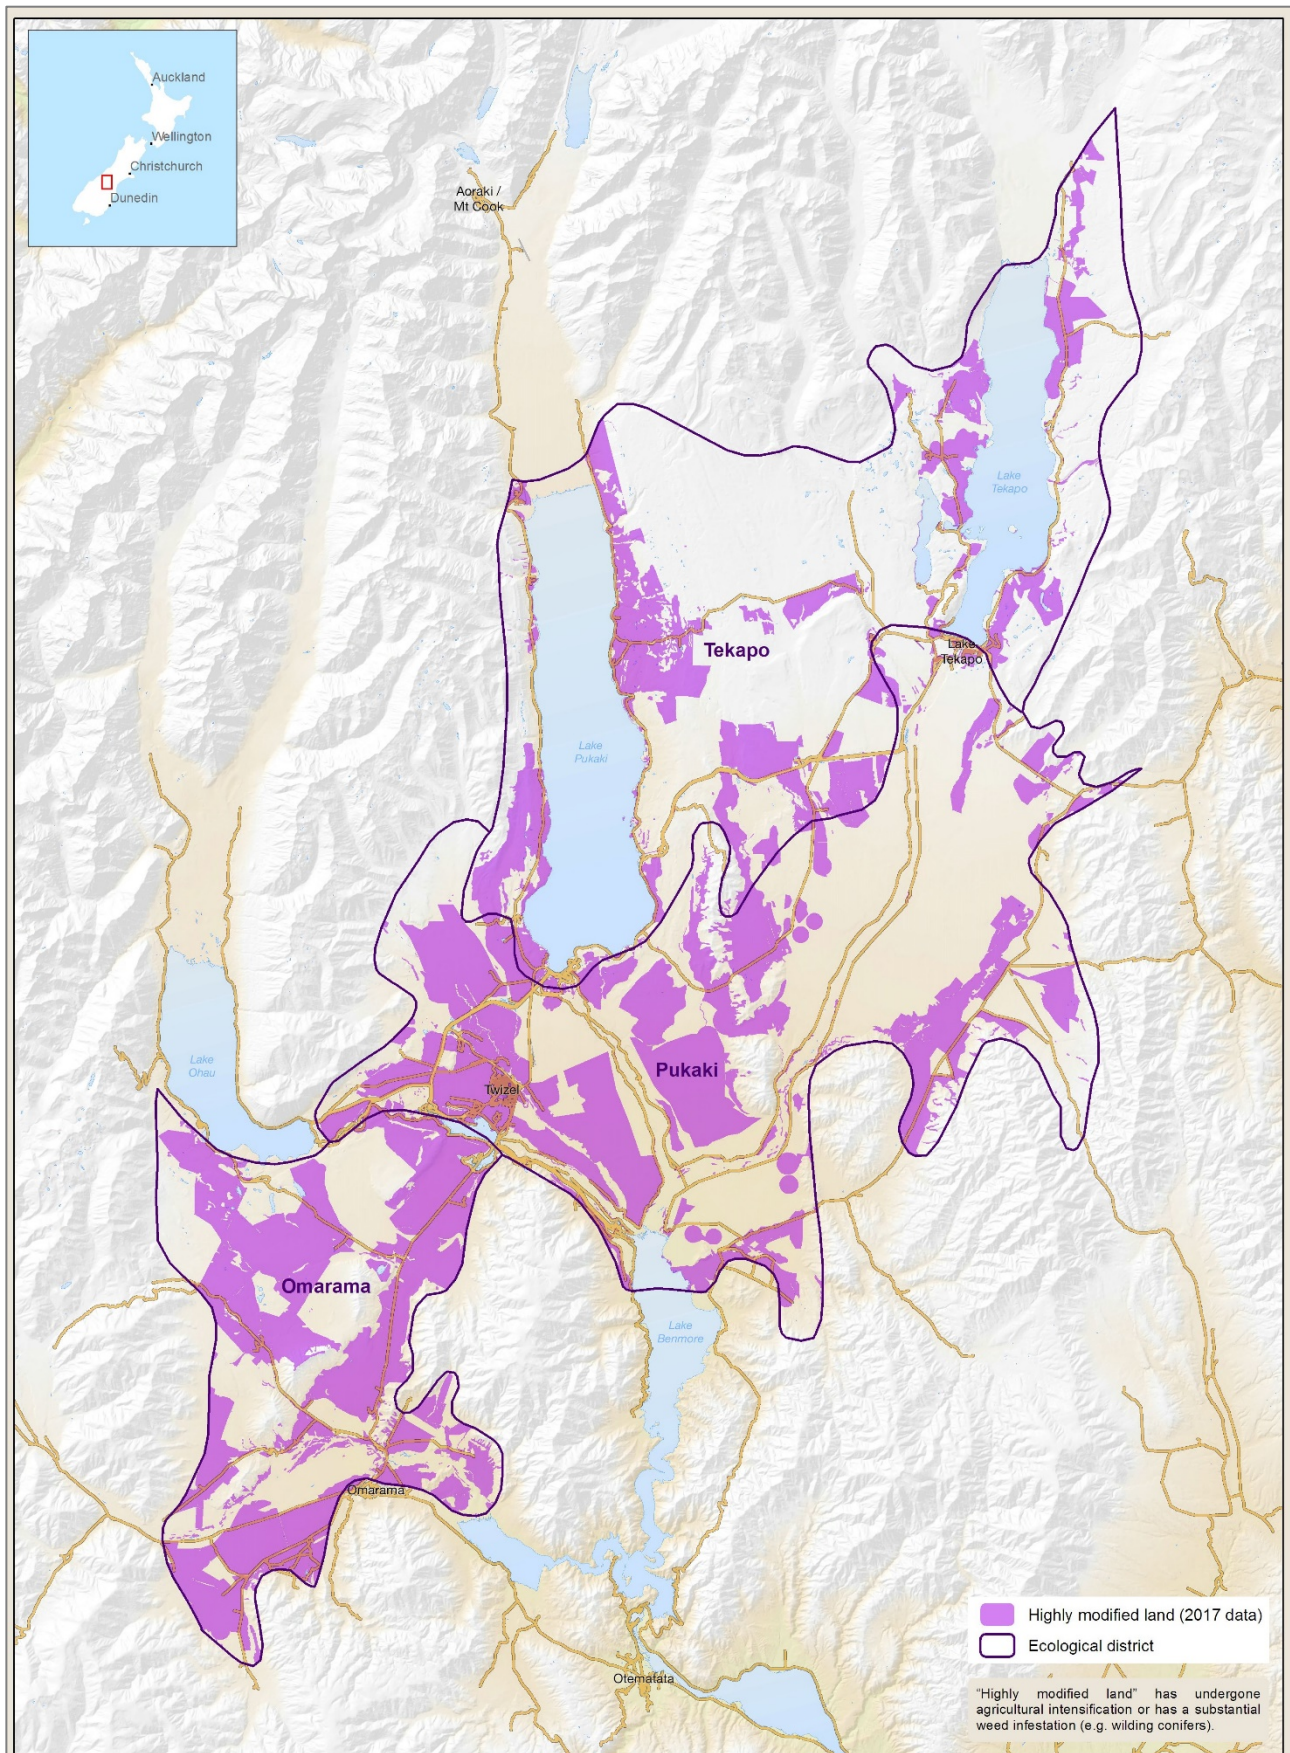 Auckland
Wellington
Christchurch
Dunedin
Aoraki /
Mt Cook
Lake
Tekapo
Tekapo
Lake
Tekapo
Lake
Pukaki
Lake
Ohau
Pukaki
Twizel
Omarama
Lake
Benmore
Omarama
Highly modified land (2017 data)
Ecological district
Otematata
"Highly modified land" has undergone
agricultural intensification or has a substantial
weed infestation (e.g. wilding conifers).